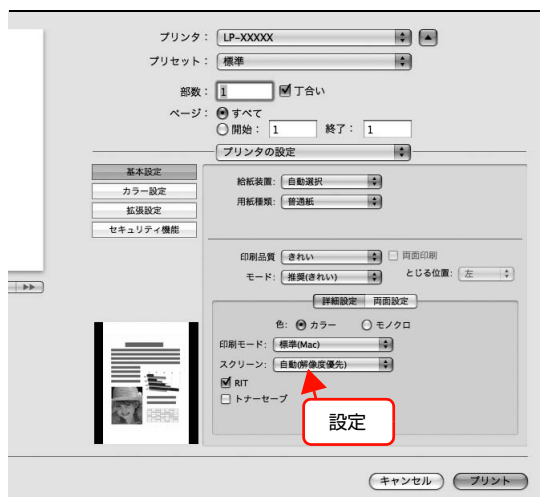 プリンタ： LP-XXXXX
プリセット： 標準
部数： 1 丁合い
ページ： すべて
開始： 1 終了： 1
プリンタの設定
基本設定
カラー設定
拡張設定
セキュリティ機能
給紙装置: 自動選択
用紙種類: 普通紙
印刷品質 きれい 両面印刷
モード: 推奨(きれい) とじる位置: 左
詳細設定 両面設定
色: カラー モノクロ
印刷モード: 標準(Mac)
スクリーン: 自動(解像度優先)
RIT
トナーセーブ
設定
キャンセル プリント